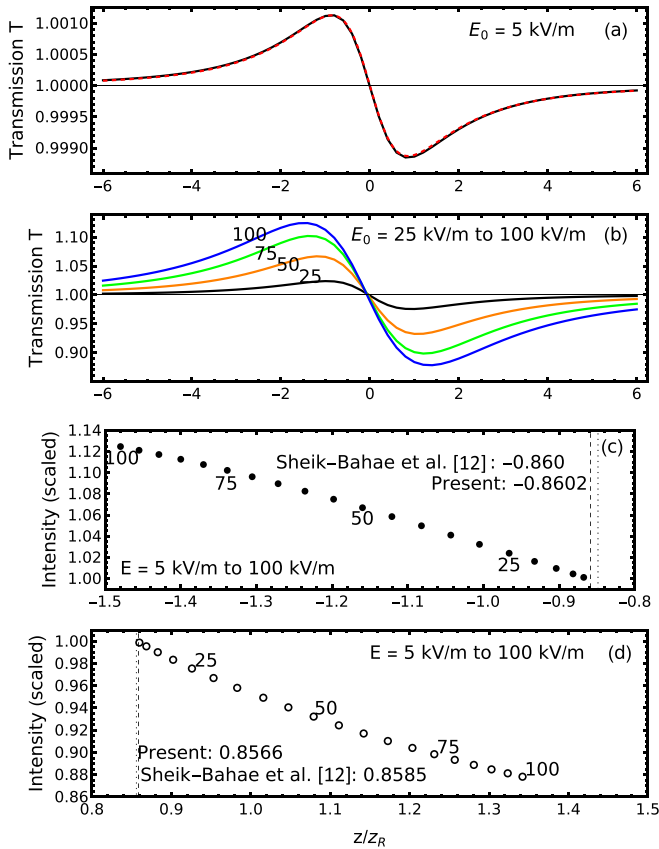 1.0010
1.0000
0.9990
Transmission T
E0 = 5 kV/m (a)
−6 −4 −2 0 2 4 6
1.10
1.05
1.00
0.95
0.90
Transmission T
100
75
50
25
E0 = 25 kV/m to 100 kV/m (b)
−6 −4 −2 0 2 4 6
1.14
1.12
1.10
1.08
1.06
1.04
1.02
1.00
Intensity (scaled)
(c)
Sheik−Bahae et al. [12]: −0.860
Present: −0.8602
100
75
50
25
E = 5 kV/m to 100 kV/m
−1.5 −1.4 −1.3 −1.2 −1.1 −1.0 −0.9 −0.8
1.00
0.98
0.96
0.94
0.92
0.90
0.88
0.86
Intensity (scaled)
E = 5 kV/m to 100 kV/m (d)
25
50
75
100
Present: 0.8566
Sheik−Bahae et al. [12]: 0.8585
0.8 0.9 1.0 1.1 1.2 1.3 1.4 1.5
z/zR